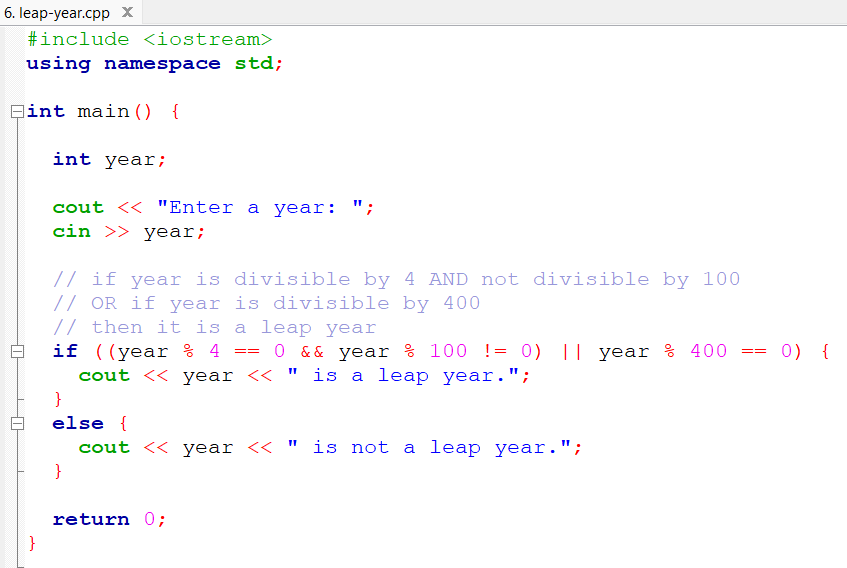 6. leap-year.cpp X
#include <iostream>
using namespace std;
int main() {
int year;
cout << "Enter a year: ";
cin >> year;
// if year is divisible by 4 AND not divisible by 100
// OR if year is divisible by 400
// then it is a leap year
if ((year % 4 == 0 && year % 100 != 0) || year % 400 == 0) {
cout << year << " is a leap year.";
}
else {
cout << year << " is not a leap year.";
}
return 0;
}